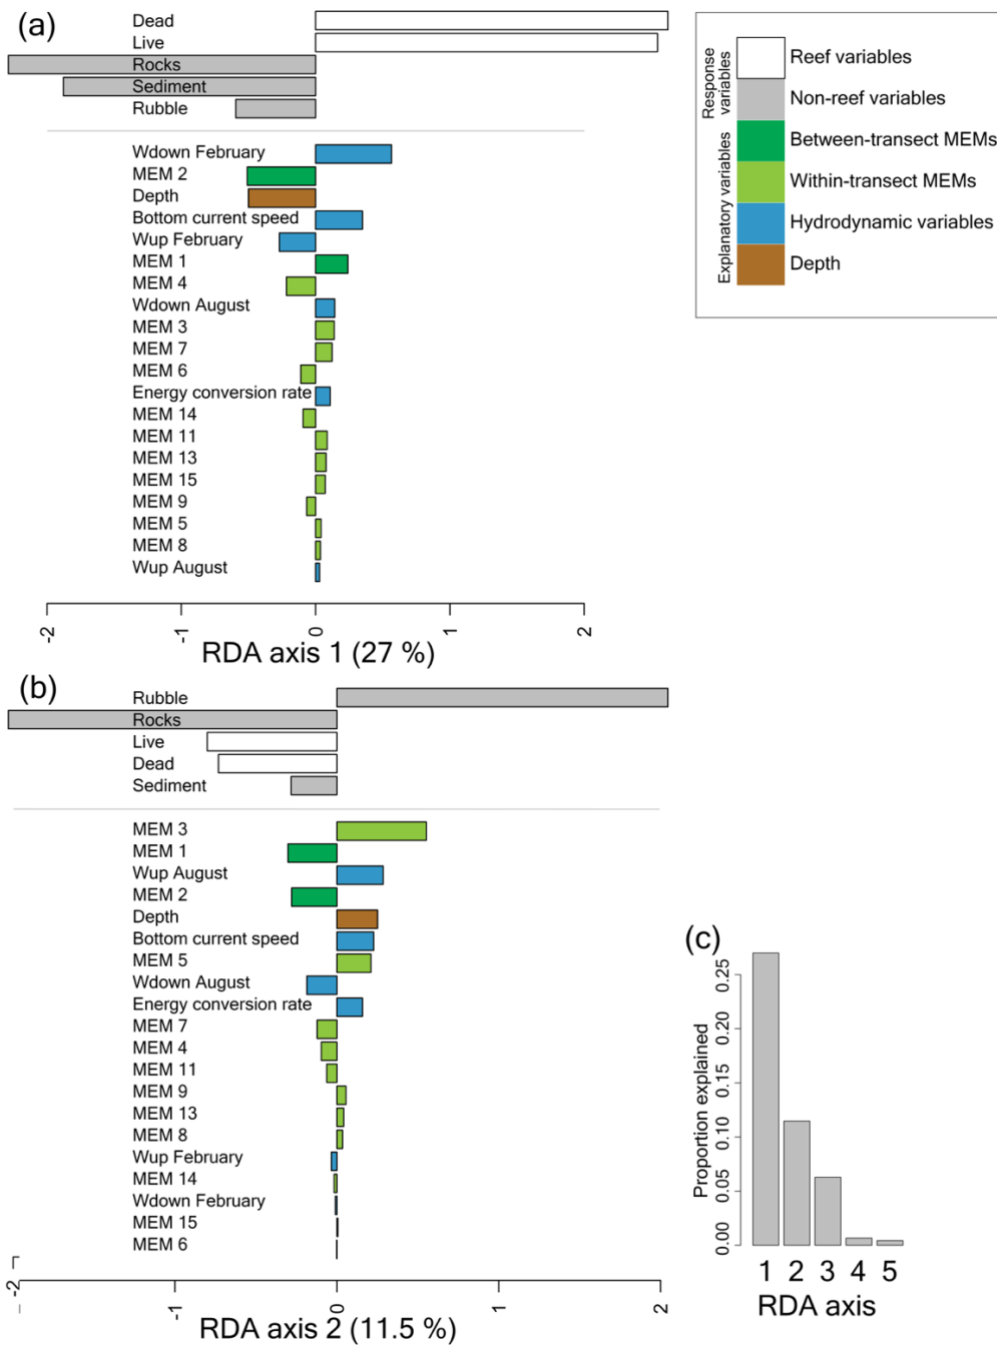 (a)
Dead
Live
Rocks
Sediment
Rubble
Wdown February
MEM 2
Depth
Bottom current speed
Wup February
MEM 1
MEM 4
Wdown August
MEM 3
MEM 7
MEM 6
Energy conversion rate
MEM 14
MEM 11
MEM 13
MEM 15
MEM 9
MEM 5
MEM 8
Wup August
-2 -1 0 1 2
RDA axis 1 (27 %)
Response variables
Explanatory variables
Reef variables
Non-reef variables
Between-transect MEMs
Within-transect MEMs
Hydrodynamic variables
Depth
(b)
Rubble
Rocks
Live
Dead
Sediment
MEM 3
MEM 1
Wup August
MEM 2
Depth
Bottom current speed
MEM 5
Wdown August
Energy conversion rate
MEM 7
MEM 4
MEM 11
MEM 9
MEM 13
MEM 8
Wup February
MEM 14
Wdown February
MEM 15
MEM 6
-2 -1 0 1 2
RDA axis 2 (11.5 %)
(c)
Proportion explained
0.00 0.05 0.10 0.15 0.20 0.25
1 2 3 4 5
RDA axis